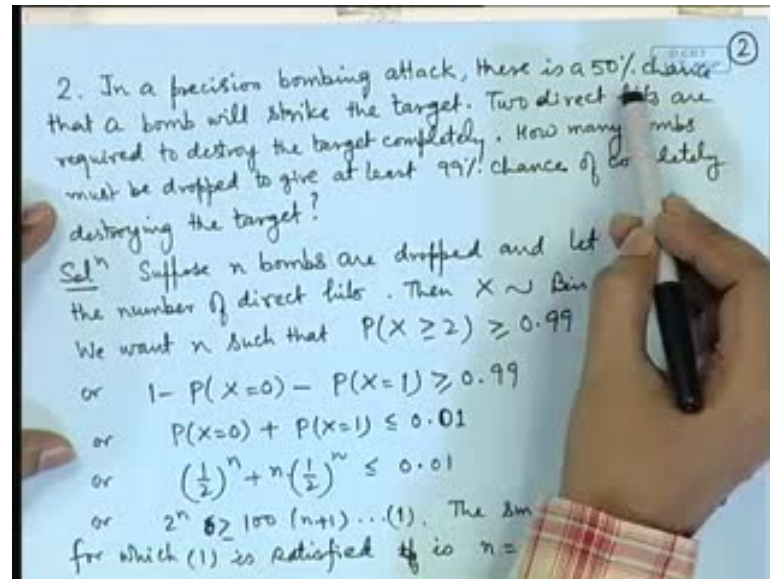 2
2. In a precision bombing attack, there is a 50% chance
that a bomb will strike the target. Two direct hits are
required to destroy the target completely. How many mbs
must be dropped to give at least 99% chance of co letely
destroying the target?
Solⁿ Suppose n bombs are dropped and let
the number of direct hits. Then X ~ Bin
We want n such that P(X ≥ 2) ≥ 0.99
or 1 - P(X=0) - P(X=1) ≥ 0.99
or P(X=0) + P(X=1) ≤ 0.01
or (1/2)ⁿ + n(1/2)ⁿ ≤ 0.01
or 2ⁿ ≥ 100 (n+1) ... (1). The sm
for which (1) is satisfied is n =